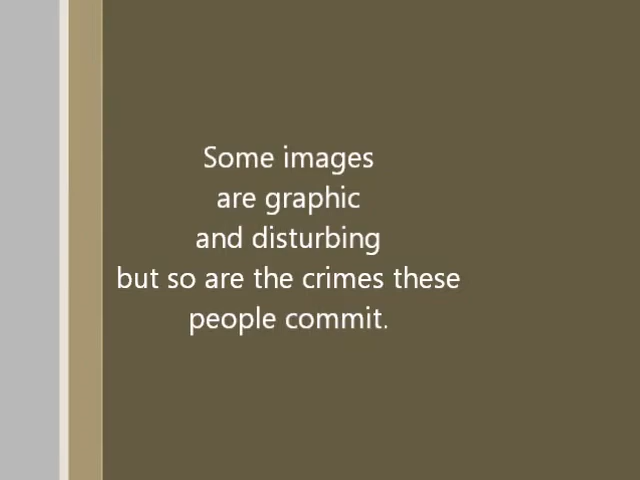 Some images
are graphic
and disturbing
but so are the crimes these
people commit.